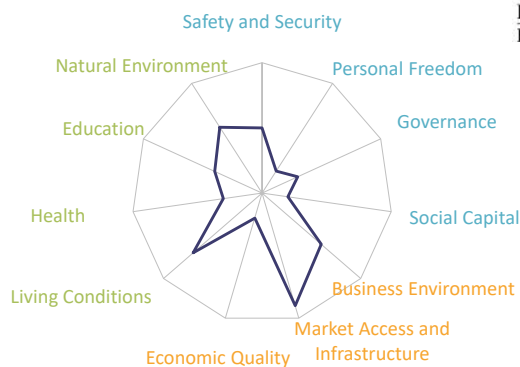 Safety and Security
Natural Environment
Personal Freedom
Education
Governance
Health
Social Capital
Living Conditions
Business Environment
Economic Quality
Market Access and
Infrastructure